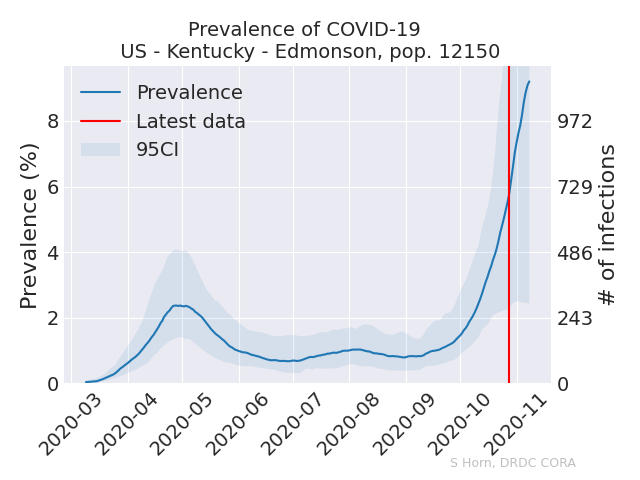 Prevalence of COVID-19
US - Kentucky - Edmonson, pop. 12150
Prevalence
Latest data
95CI
Prevalence (%)
8
6
4
2
0
972
729
486
243
0
# of infections
2020-03
2020-04
2020-05
2020-06
2020-07
2020-08
2020-09
2020-10
2020-11
S Horn, DRDC CORA